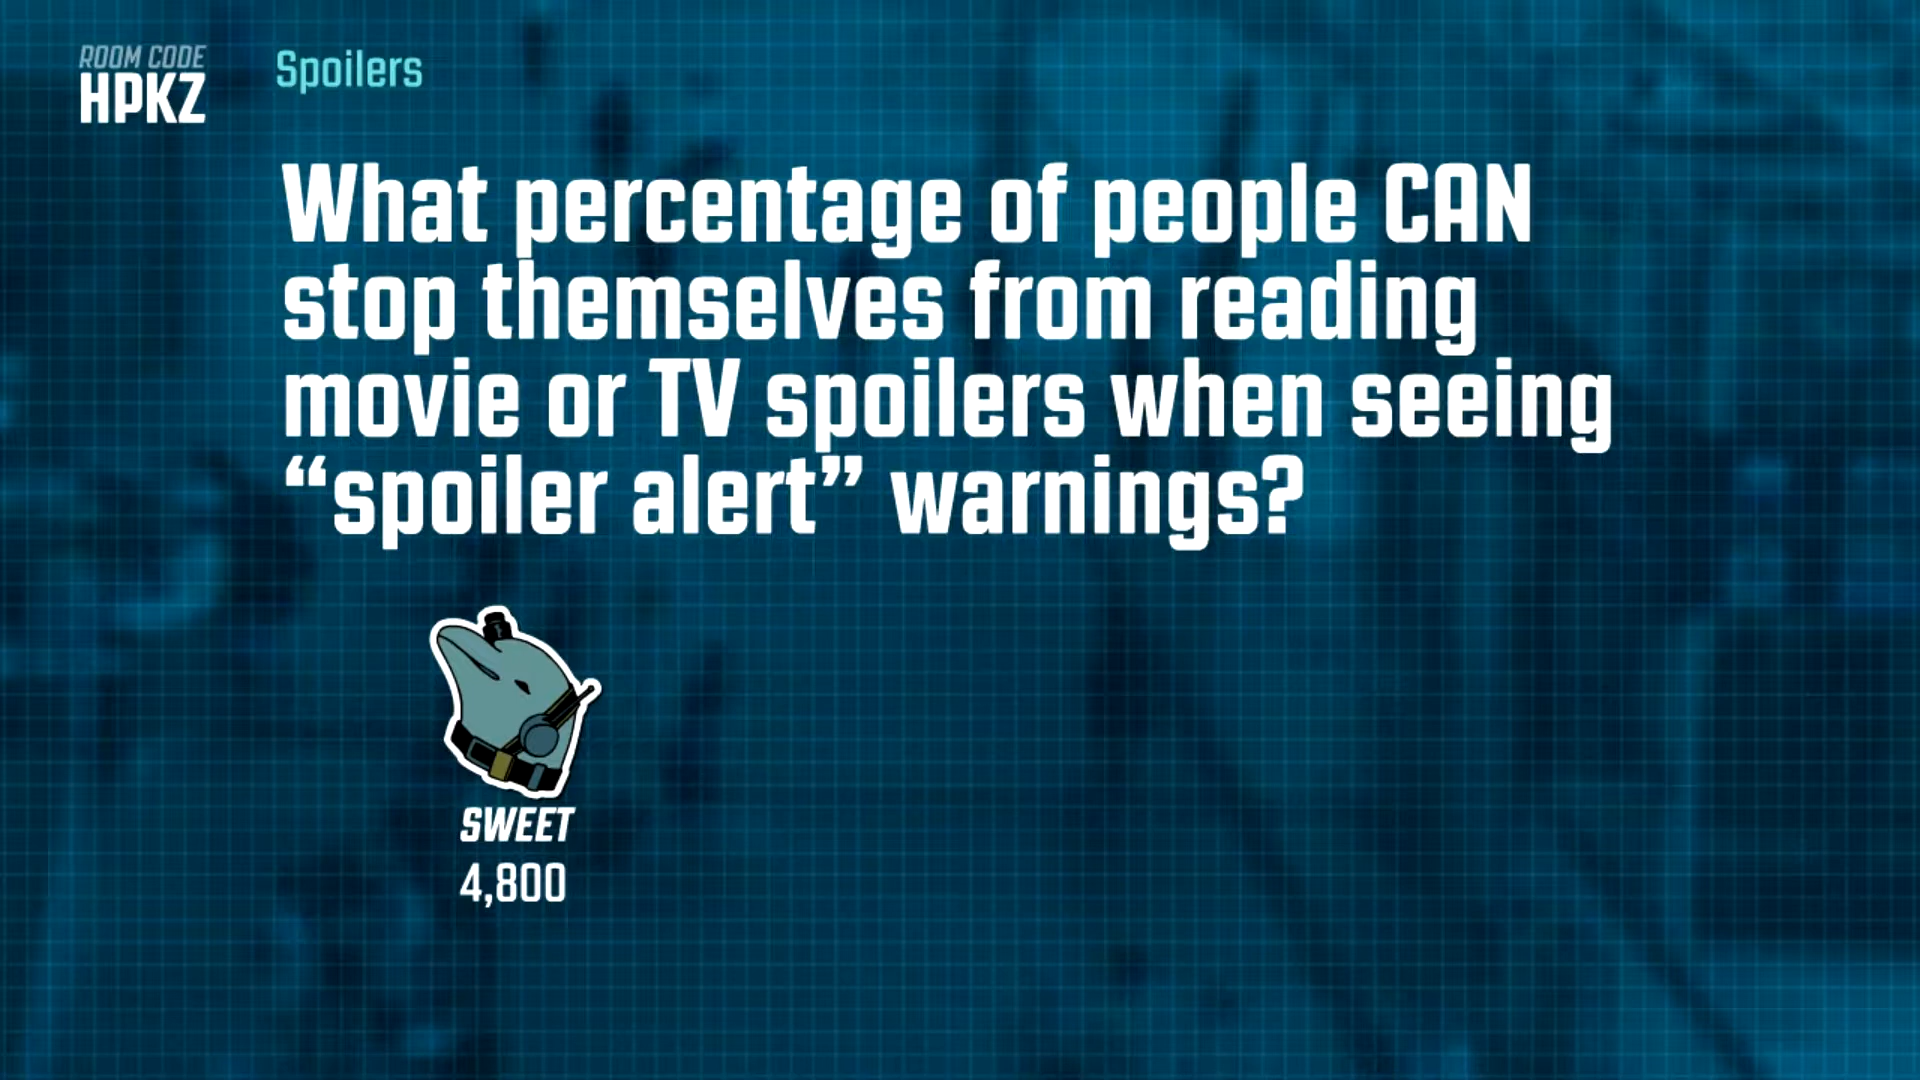 ROOM CODE
HPKZ
Spoilers
What percentage of people CAN
stop themselves from reading
movie or TV spoilers when seeing
“spoiler alert” warnings?
SWEET
4,800